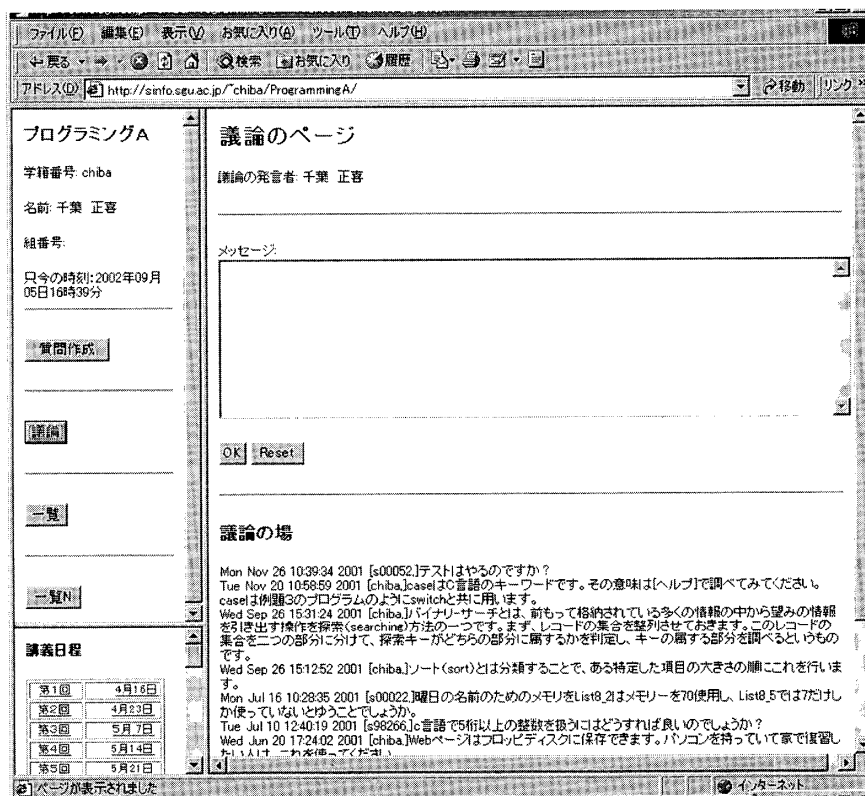 ファイル(F) 編集(E) 表示(V) お気に入り(A) ツール(T) ヘルプ(H)
戻る 検索 お気に入り 履歴
アドレス(D) http://sinfo.sgu.ac.jp/~chiba/ProgrammingA/ 移動 リンク
プログラミングA
学籍番号: chiba
名前: 千葉 正喜
組番号:
只今の時刻:2002年09月
05日16時39分
質問作成
議論
一覧
一覧N
講義日程
第1回 4月16日
第2回 4月23日
第3回 5月7日
第4回 5月14日
第5回 5月21日
議論のページ
議論の発言者: 千葉 正喜
メッセージ:
OK Reset
議論の場
Mon Nov 26 10:39:34 2001 [s00052,]テストはやるのですか?
Tue Nov 20 10:58:59 2001 [chiba,]caseはC言語のキーワードです。その意味は[ヘルプ]で調べてみてください。
caseは例題3のプログラムのようにswitchと共に用います。
Wed Sep 26 15:31:24 2001 [chiba,]バイナリーサーチとは、前もって格納されている多くの情報の中から望みの情報
を引き出す操作を探索(searching)方法の一つです。まず、レコードの集合を整列させておきます。このレコードの
集合を二つの部分に分けて、探索キーがどちらの部分に属するかを判定し、キーの属する部分を調べるというもの
です。
Wed Sep 26 15:12:52 2001 [chiba,]ソート(sort)とは分類することで、ある特定した項目の大きさの順にこれを行いま
す。
Mon Jul 16 10:28:35 2001 [s00022,]曜日の名前のためのメモリをList8_2はメモリーを70使用し、List8_5では7だけし
か使っていないとゆうことでしょうか。
Tue Jul 10 12:40:19 2001 [s98266,]c言語で5桁以上の整数を扱うにはどうすれば良いのでしょうか?
Wed Jun 20 17:24:02 2001 [chiba,]Webページはフロッピディスクに保存できます。パソコンを持っていて家で復習し
たい人は、これを使ってください
ページが表示されました インターネット